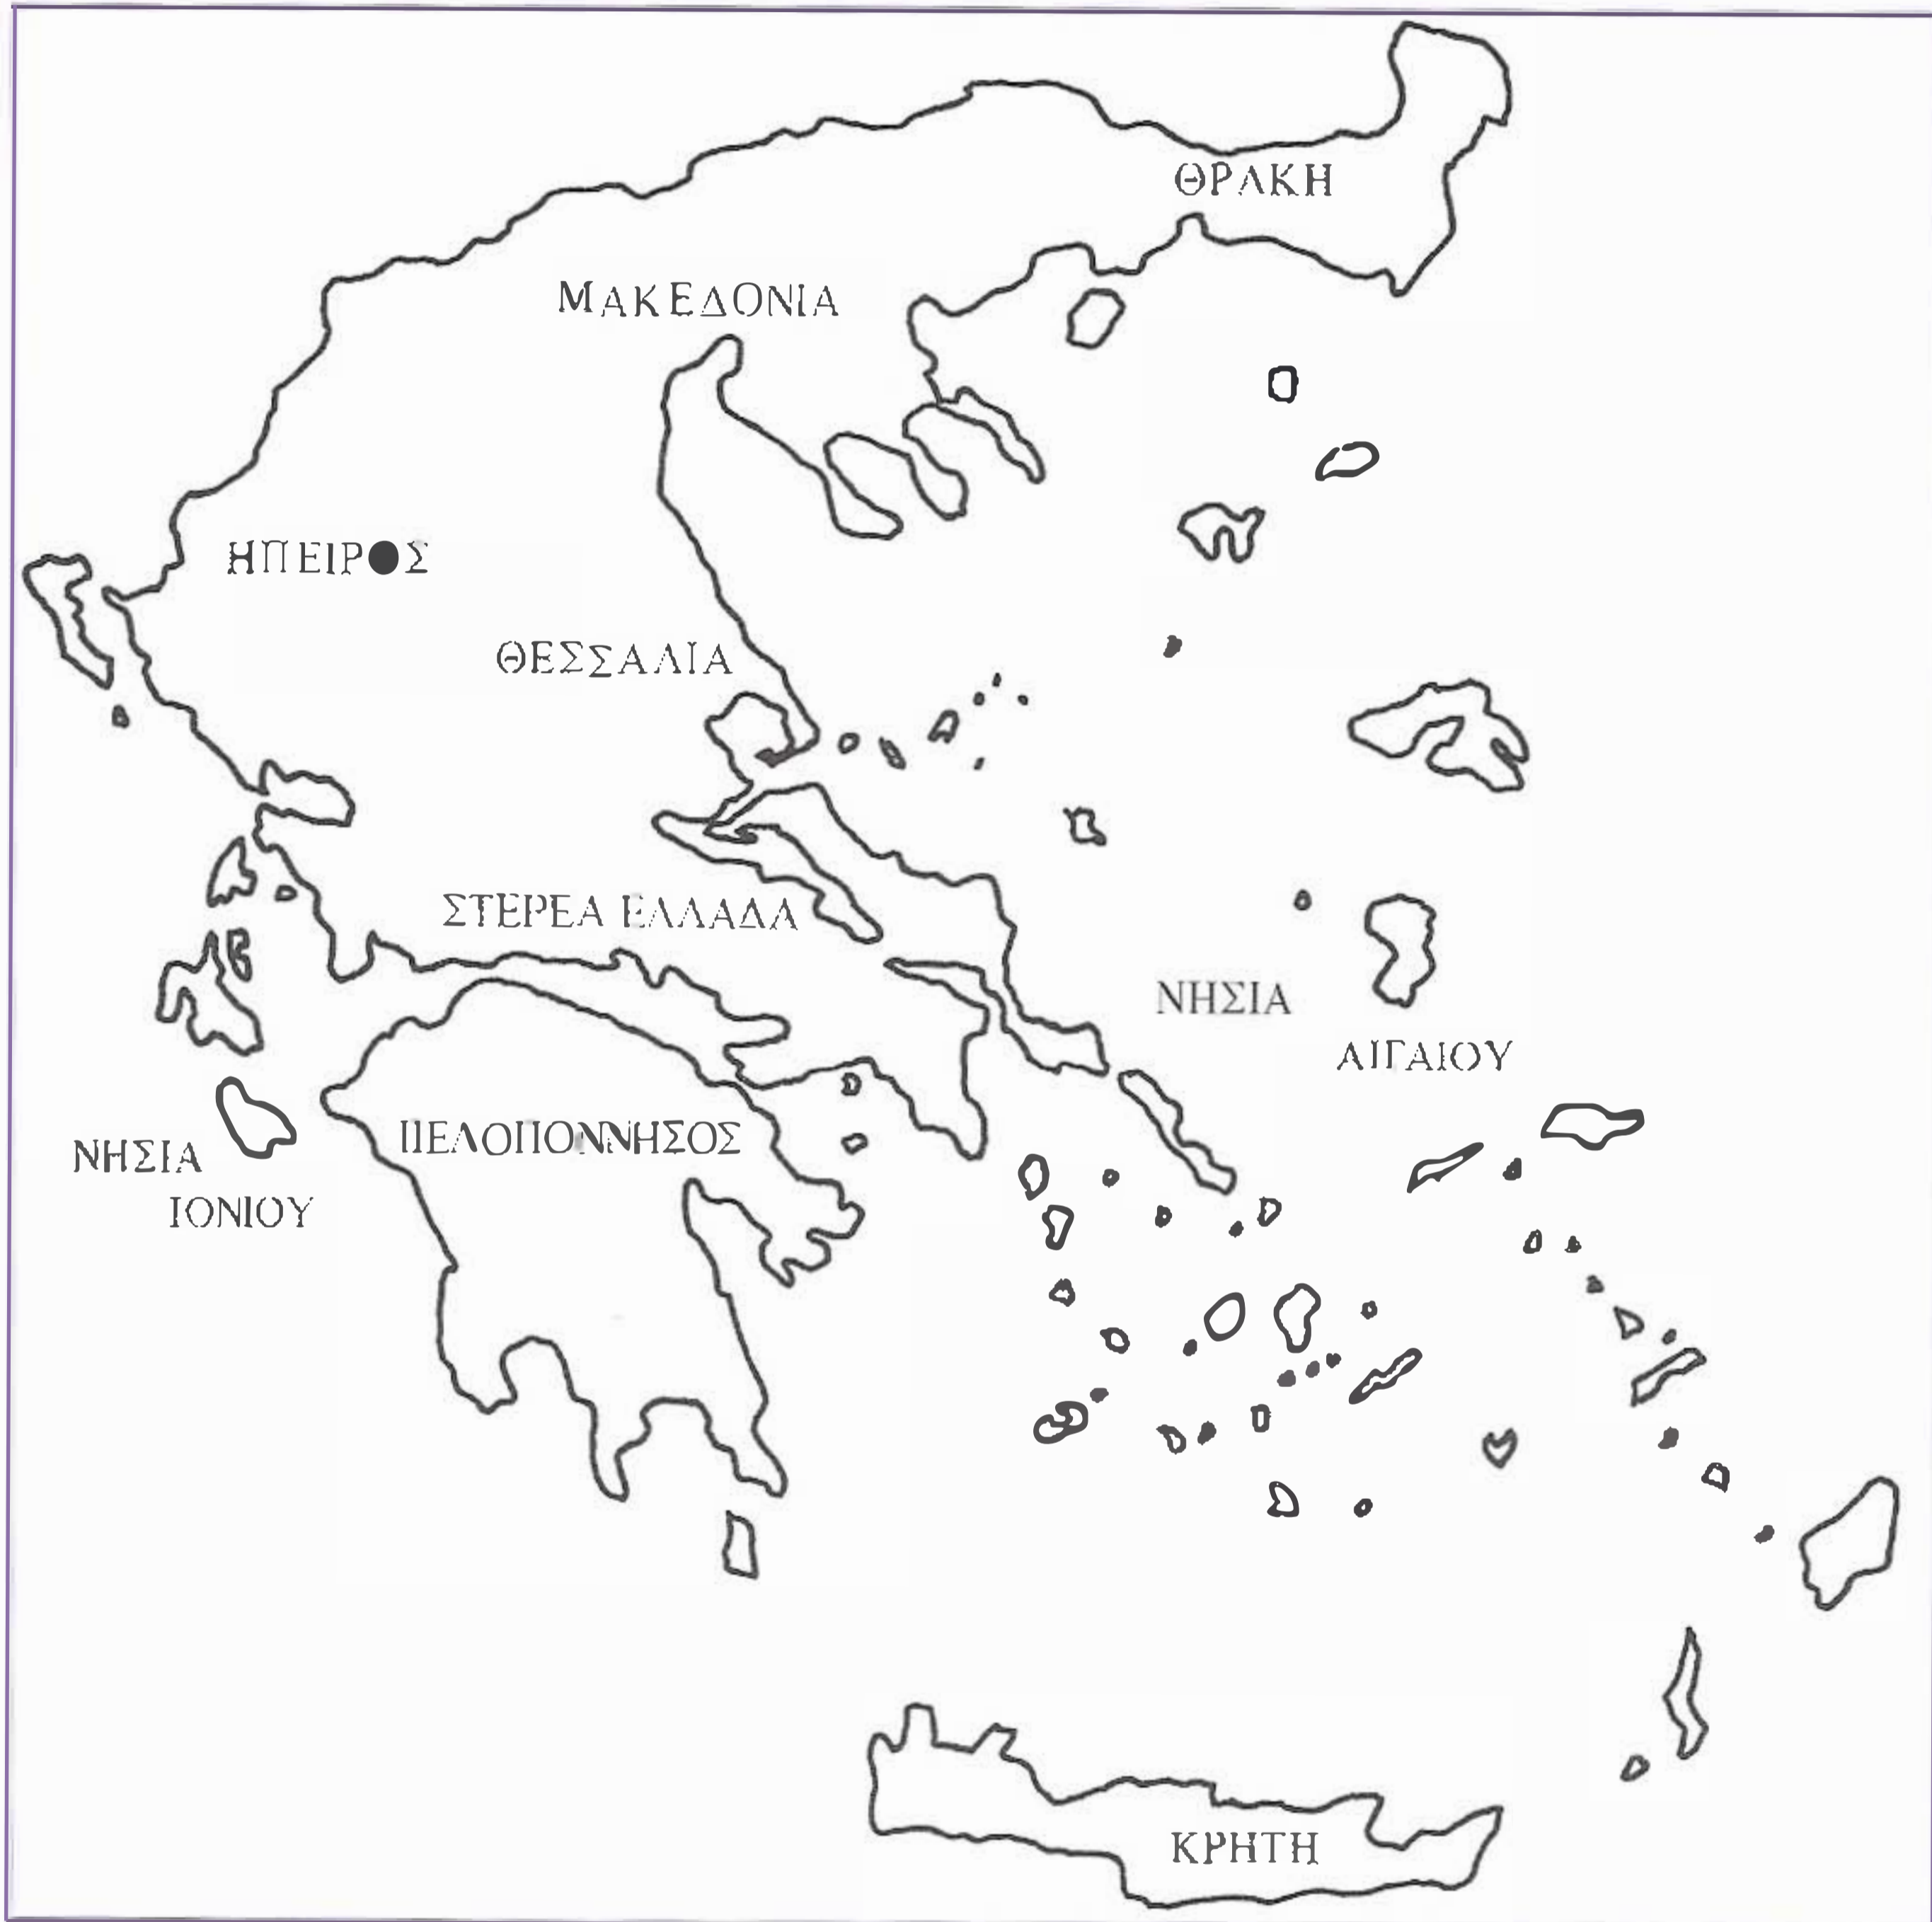 ΘΡΑΚΗ
ΜΑΚΕΔΟΝΙΑ
ΗΠΕΙΡΟΣ
ΘΕΣΣΑΛΙΑ
ΣΤΕΡΕΑ ΕΛΛΑΔΑ
ΝΗΣΙΑ
ΑΙΓΑΙΟΥ
ΠΕΛΟΠΟΝΝΗΣΟΣ
ΝΗΣΙΑ
ΙΟΝΙΟΥ
ΚΡΗΤΗ